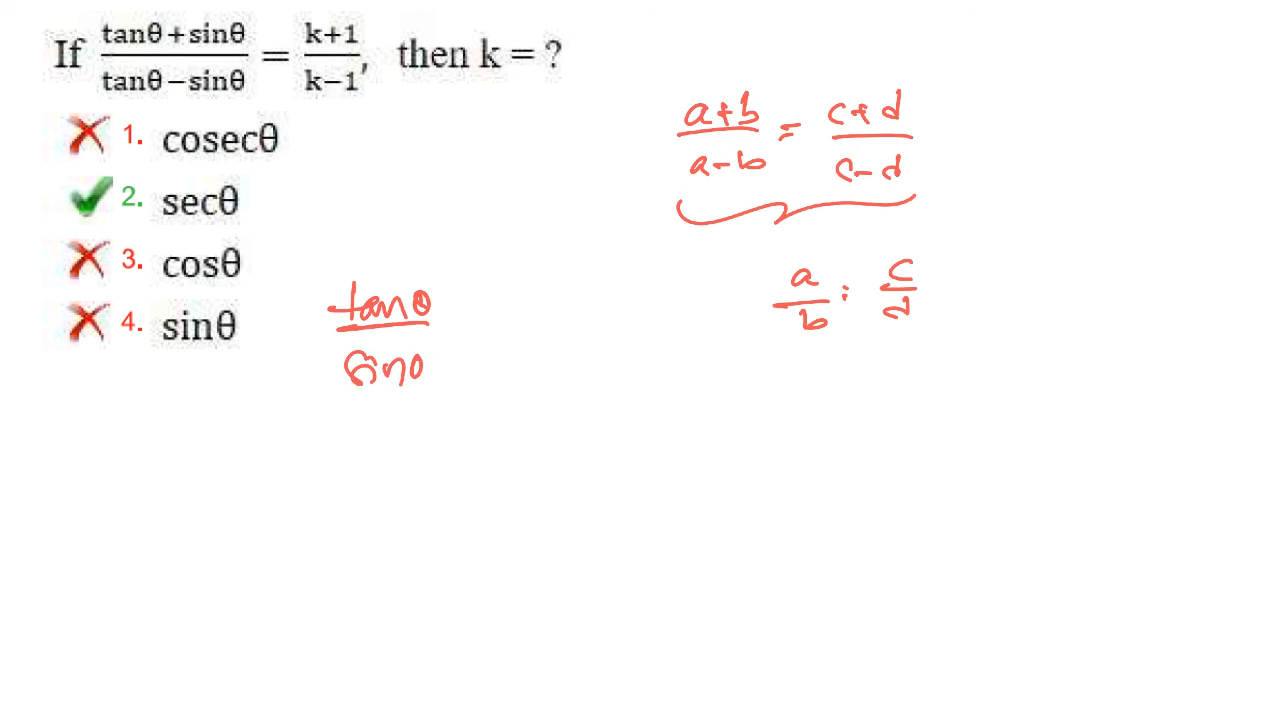 If tanθ+sinθ / tanθ−sinθ = k+1 / k−1, then k = ?
1. cosecθ
2. secθ
3. cosθ
4. sinθ
tanθ / sinθ
a+b / a-b = c+d / c-d
a / b = c / d